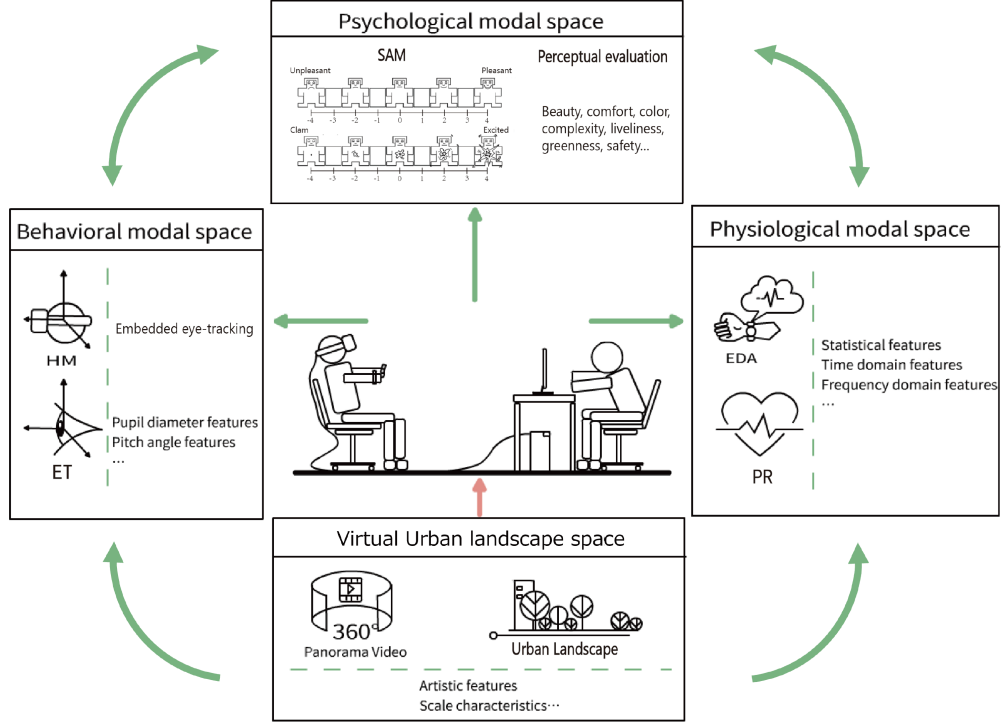 Psychological modal space
SAM
Perceptual evaluation
Unpleasant
Pleasant
-4 -3 -2 -1 0 1 2 3 4
Clam
Excited
-4 -3 -2 -1 0 1 2 3 4
Beauty, comfort, color,
complexity, liveliness,
greenness, safety...
Behavioral modal space
HM
Embedded eye-tracking
ET
Pupil diameter features
Pitch angle features
...
Physiological modal space
EDA
PR
Statistical features
Time domain features
Frequency domain features
...
Virtual Urban landscape space
360°
Panorama Video
Urban Landscape
Artistic features
Scale characteristics...